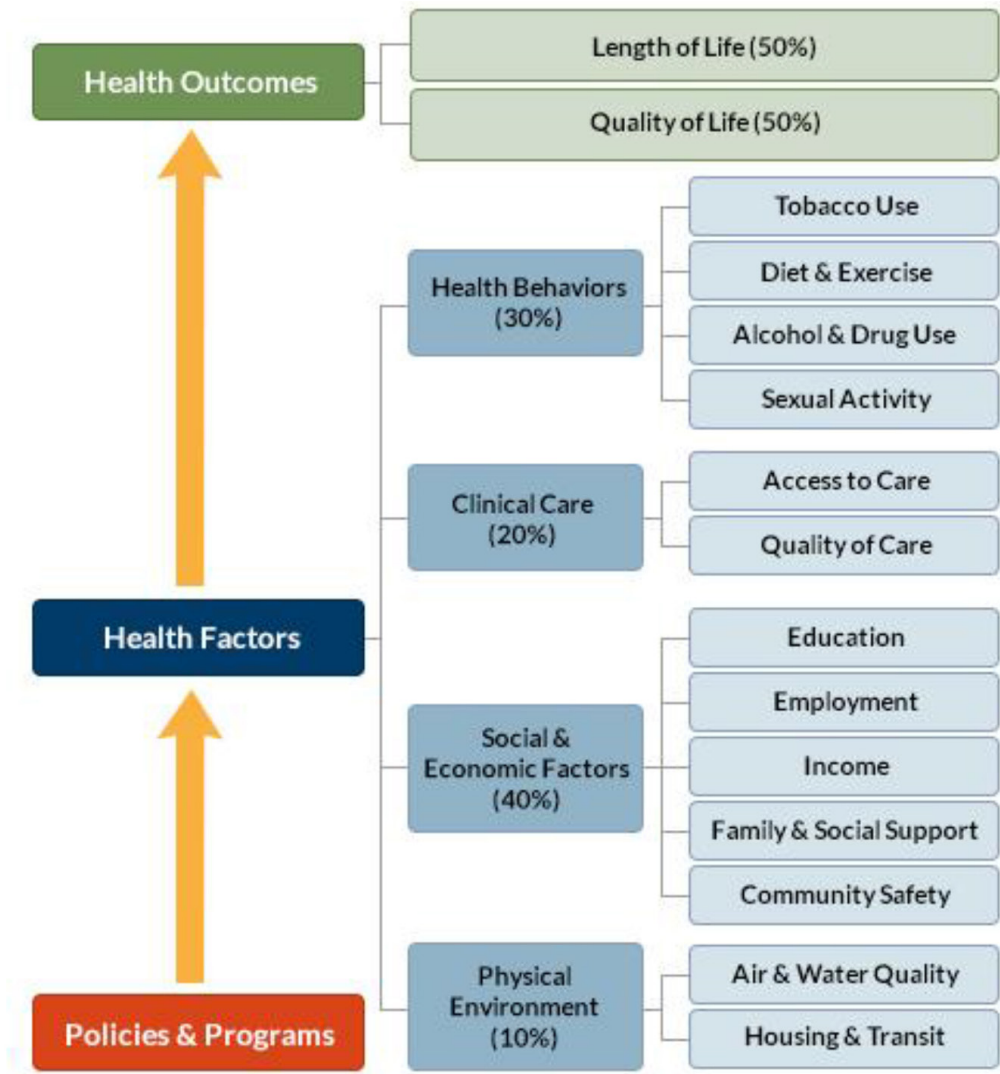 Health Outcomes
Length of Life (50%)
Quality of Life (50%)
Health Factors
Health Behaviors
(30%)
Tobacco Use
Diet & Exercise
Alcohol & Drug Use
Sexual Activity
Clinical Care
(20%)
Access to Care
Quality of Care
Social &
Economic Factors
(40%)
Education
Employment
Income
Family & Social Support
Community Safety
Physical
Environment
(10%)
Air & Water Quality
Housing & Transit
Policies & Programs